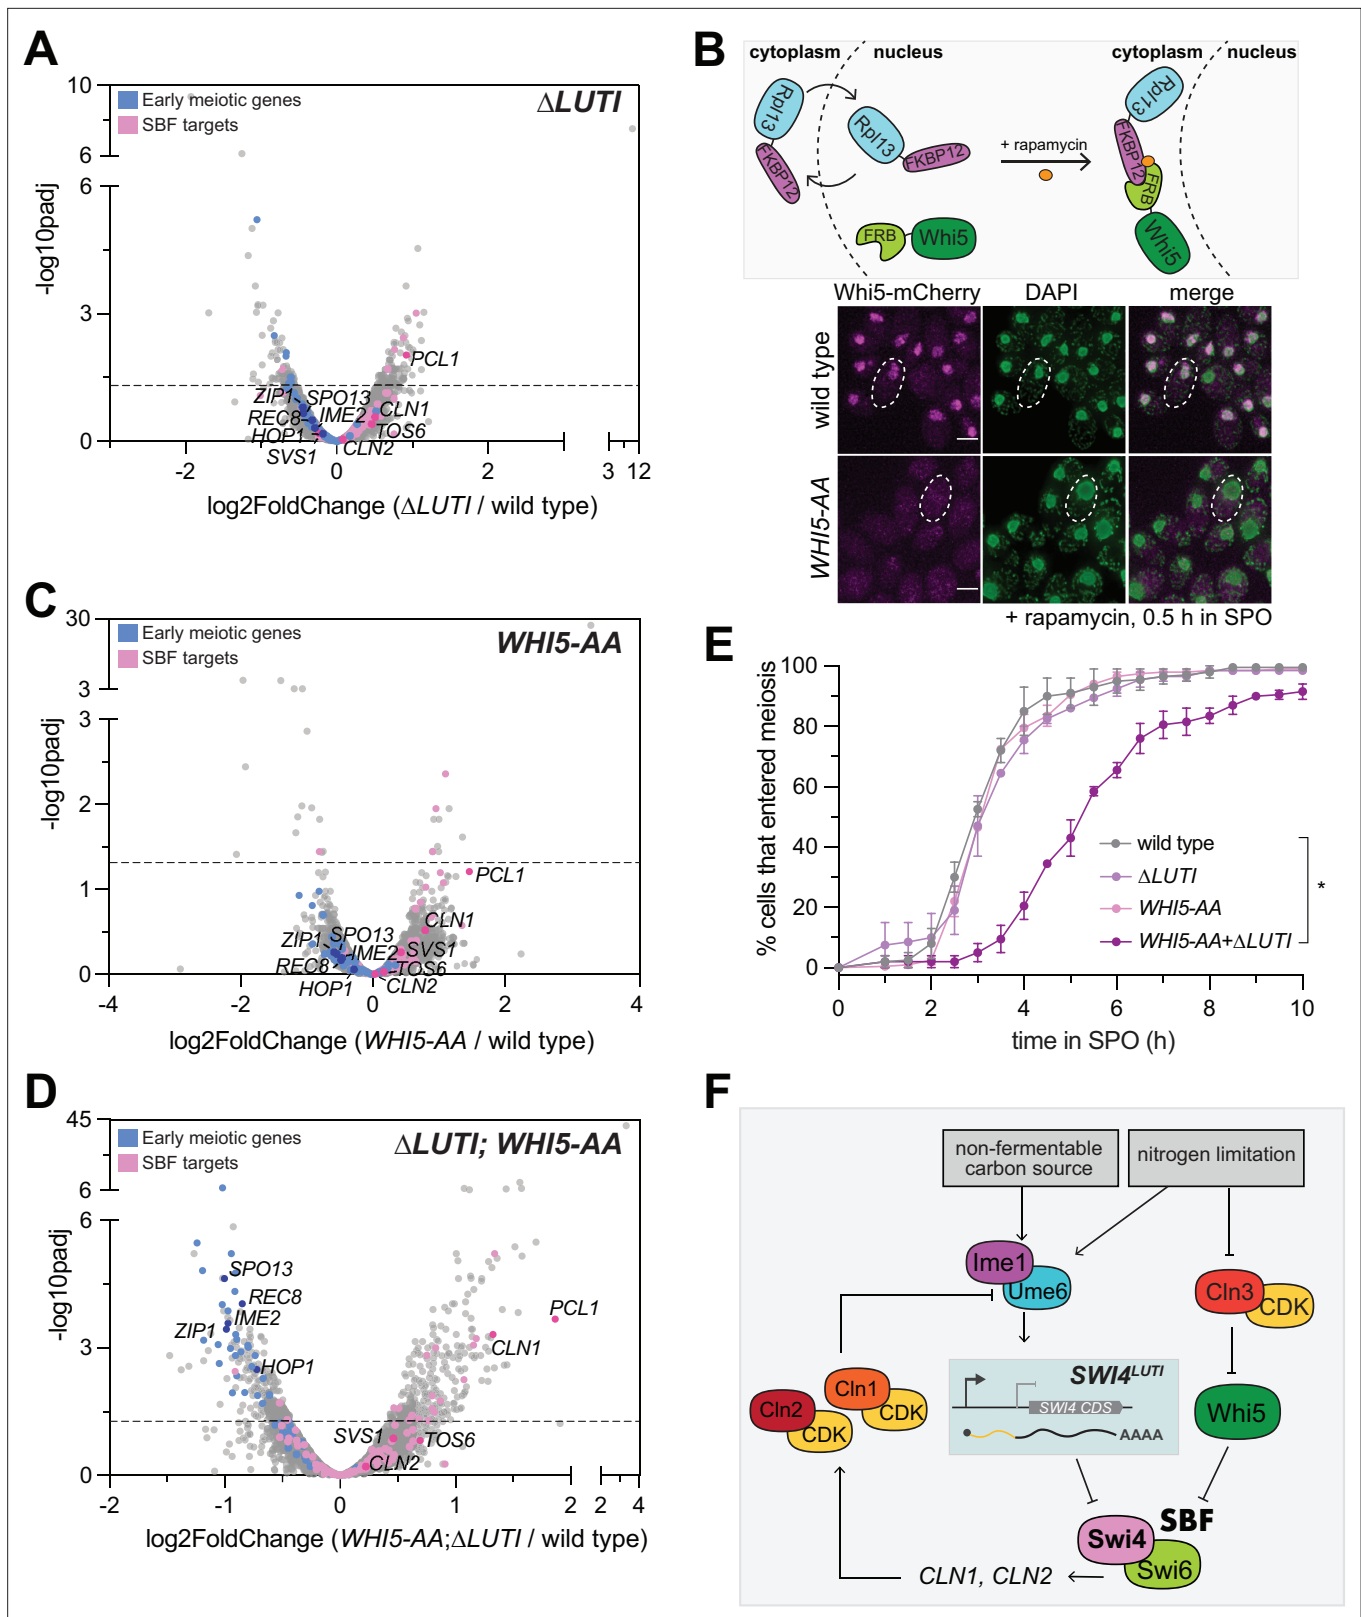 A
10
6
6
3
0
-log10padj
Early meiotic genes
SBF targets
ΔLUTI
PCL1
ZIP1
SPO13
REC8
IME2
CLN1
HOP1
TOS6
SVS1
CLN2
-2
0
2
3
12
log2FoldChange (ΔLUTI / wild type)
B
cytoplasm
nucleus
cytoplasm
nucleus
Rpl13
FKBP12
Rpl13
FKBP12
FRB
Whi5
+ rapamycin
Rpl13
FKBP12
FRB
Whi5
Whi5-mCherry
DAPI
merge
wild type
WHI5-AA
+ rapamycin, 0.5 h in SPO
C
30
3
3
2
1
0
-log10padj
Early meiotic genes
SBF targets
WHI5-AA
PCL1
CLN1
SPO13
ZIP1
IME2
SVS1
REC8
TOS6
HOP1
CLN2
-4
-2
0
2
4
log2FoldChange (WHI5-AA / wild type)
D
45
6
6
3
0
-log10padj
Early meiotic genes
SBF targets
ΔLUTI; WHI5-AA
SPO13
REC8
IME2
ZIP1
HOP1
PCL1
CLN1
SVS1
TOS6
CLN2
-2
-1
0
1
2
2
4
log2FoldChange (WHI5-AA;ΔLUTI / wild type)
E
100
80
60
40
20
0
% cells that entered meiosis
wild type
ΔLUTI
WHI5-AA
WHI5-AA+ΔLUTI
*
0
2
4
6
8
10
time in SPO (h)
F
non-fermentable
carbon source
nitrogen limitation
Ime1
Ume6
Cln3
CDK
SWI4LUTI
SWI4 CDS
AAAA
Cln1
CDK
Cln2
CDK
Whi5
SBF
Swi4
Swi6
CLN1, CLN2